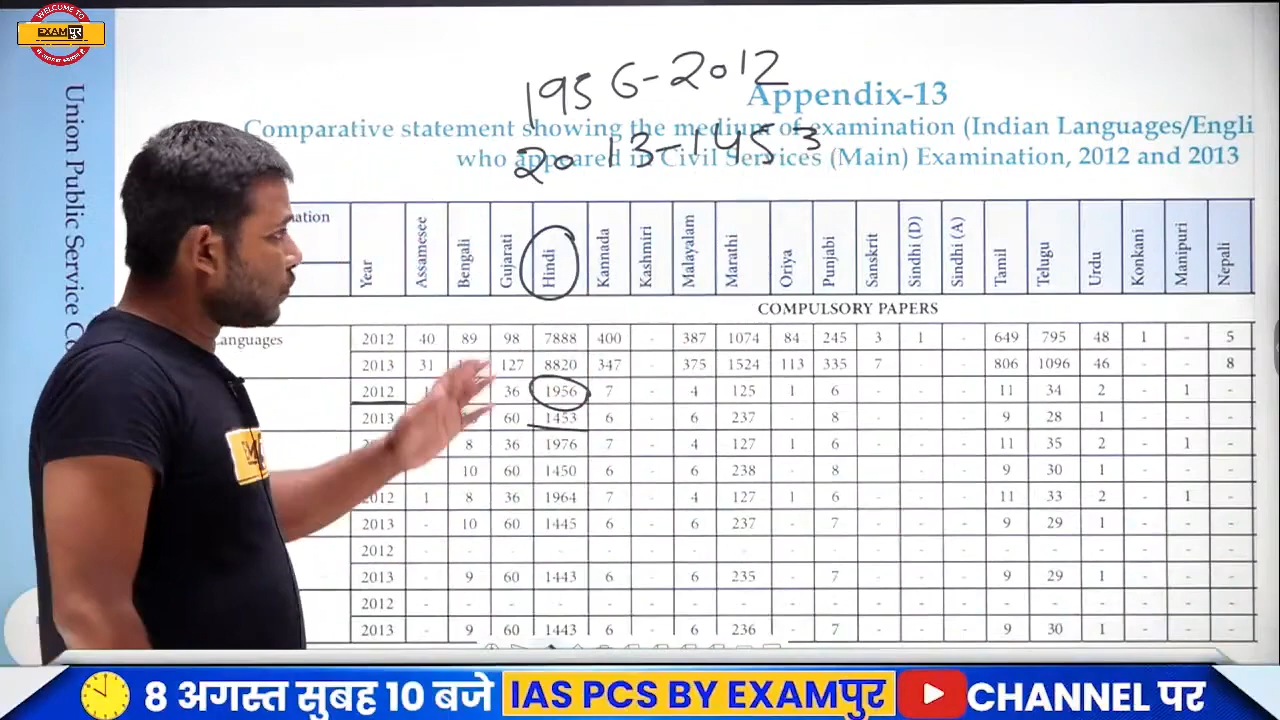 WELCOME TO
EXAMपुर
Union Public Service Co
1956-2012
Appendix-13
Comparative statement showing the medium of examination (Indian Languages/Engli
2013-1453
who appeared in Civil Services (Main) Examination, 2012 and 2013
nation
Year Assamesee Bengali Gujarati Hindi Kannada Kashmiri Malayalam Marathi Oriya Punjabi Sanskrit Sindhi (D) Sindhi (A) Tamil Telugu Urdu Konkani Manipuri Nepali
COMPULSORY PAPERS
Languages 2012 40 89 98 7888 400 - 387 1074 84 245 3 1 - 649 795 48 1 - 5
2013 31 127 8820 347 - 375 1524 113 335 7 806 1096 46 8
2012 1 36 1956 7 - 4 125 1 6 - - - 11 34 2 - 1 -
2013 60 1453 6 - 6 237 - 8 - - - 9 28 1 - - -
8 36 1976 7 - 4 127 1 6 - - - 11 35 2 - 1 -
10 60 1450 6 - 6 238 - 8 - - - 9 30 1 - - -
2012 1 8 36 1964 7 - 4 127 1 6 - - - 11 33 2 - 1 -
2013 - 10 60 1445 6 - 6 237 - 7 - - - 9 29 1 - - -
2012 - - - - - - - - - - - - - - - - - - -
2013 - 9 60 1443 6 - 6 235 - 7 - - - 9 29 1 - - -
2012 - - - - - - - - - - - - - - - - - - -
2013 - 9 60 1443 6 - 6 236 - 7 - - - 9 30 1 - - -
8 अगस्त सुबह 10 बजे IAS PCS BY EXAMपुर CHANNEL पर